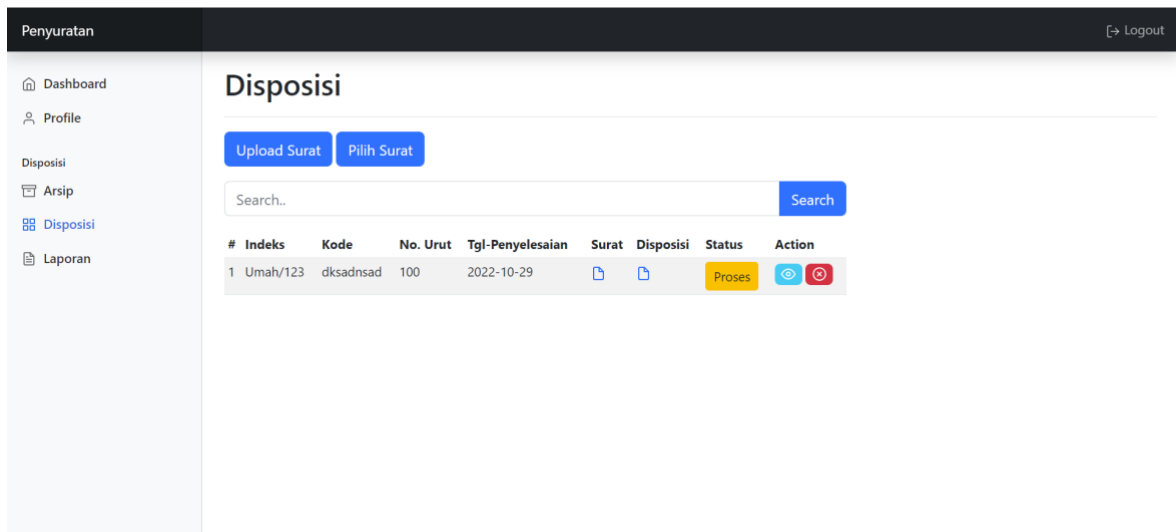 Penyuratan
Logout
Dashboard
Profile
Disposisi
Arsip
Disposisi
Laporan
Disposisi
Upload Surat Pilih Surat
Search.. Search
# Indeks Kode No. Urut Tgl-Penyelesaian Surat Disposisi Status Action
1 Umah/123 dksadnsad 100 2022-10-29 Proses